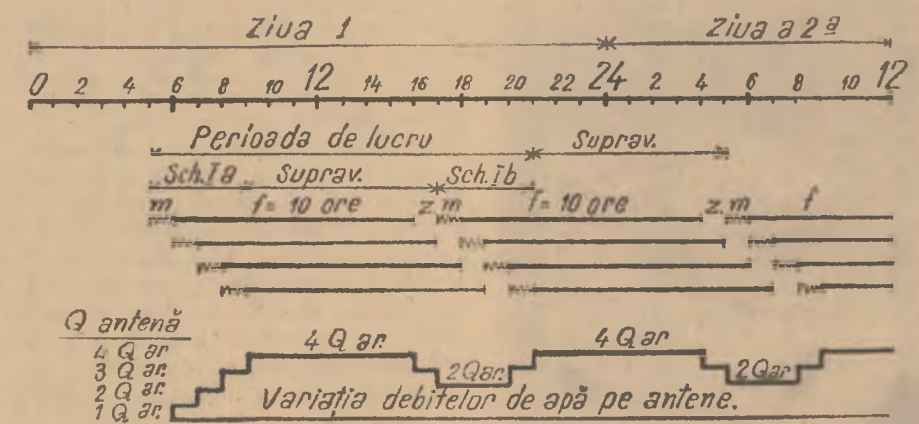 Ziua 1 Ziua a 2ª
0 2 4 6 8 10 12 14 16 18 20 22 24 2 4 6 8 10 12
Perioada de lucru Suprav.
Sch.Ia Suprav. Sch.Ib
m f= 10 ore z.m f= 10 ore z.m f
Q antenă
4 Q ar. 4 Q ar. 4 Q ar.
3 Q ar. 2Qar. 2Qar
2 Q ar.
1 Q ar. Variația debitelor de apă pe antene.